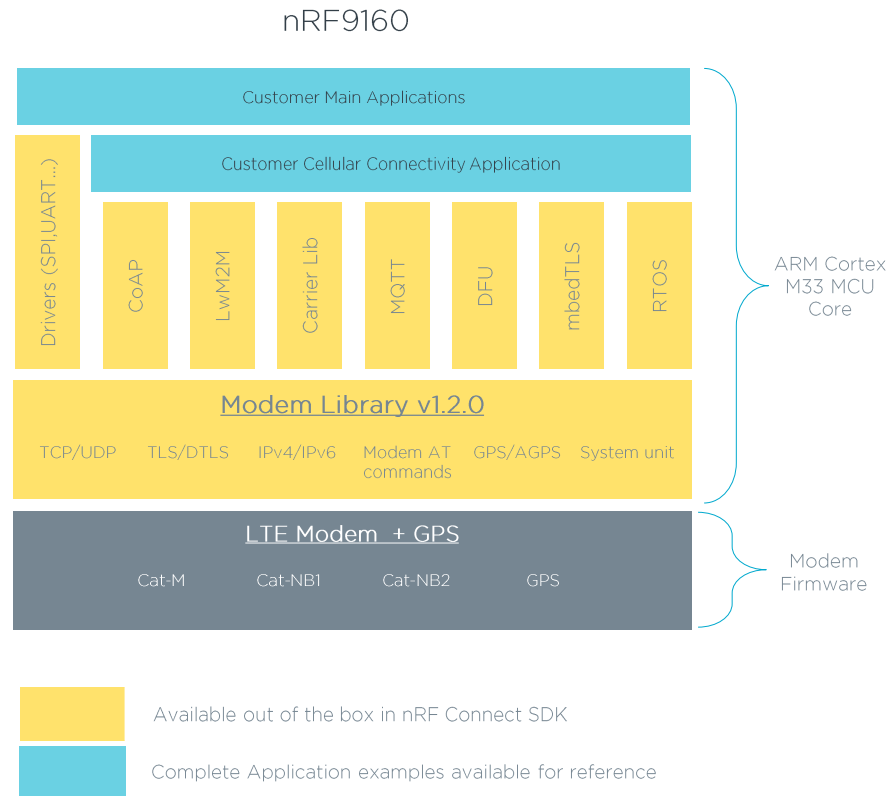 nRF9160
Customer Main Applications
Customer Cellular Connectivity Application
Drivers (SPI,UART...)
CoAP
LwM2M
Carrier Lib
MQTT
DFU
mbedTLS
RTOS
ARM Cortex
M33 MCU
Core
Modem Library v1.2.0
TCP/UDP TLS/DTLS IPv4/IPv6 Modem AT GPS/AGPS System unit
commands
LTE Modem + GPS
Cat-M Cat-NB1 Cat-NB2 GPS
Modem
Firmware
Available out of the box in nRF Connect SDK
Complete Application examples available for reference